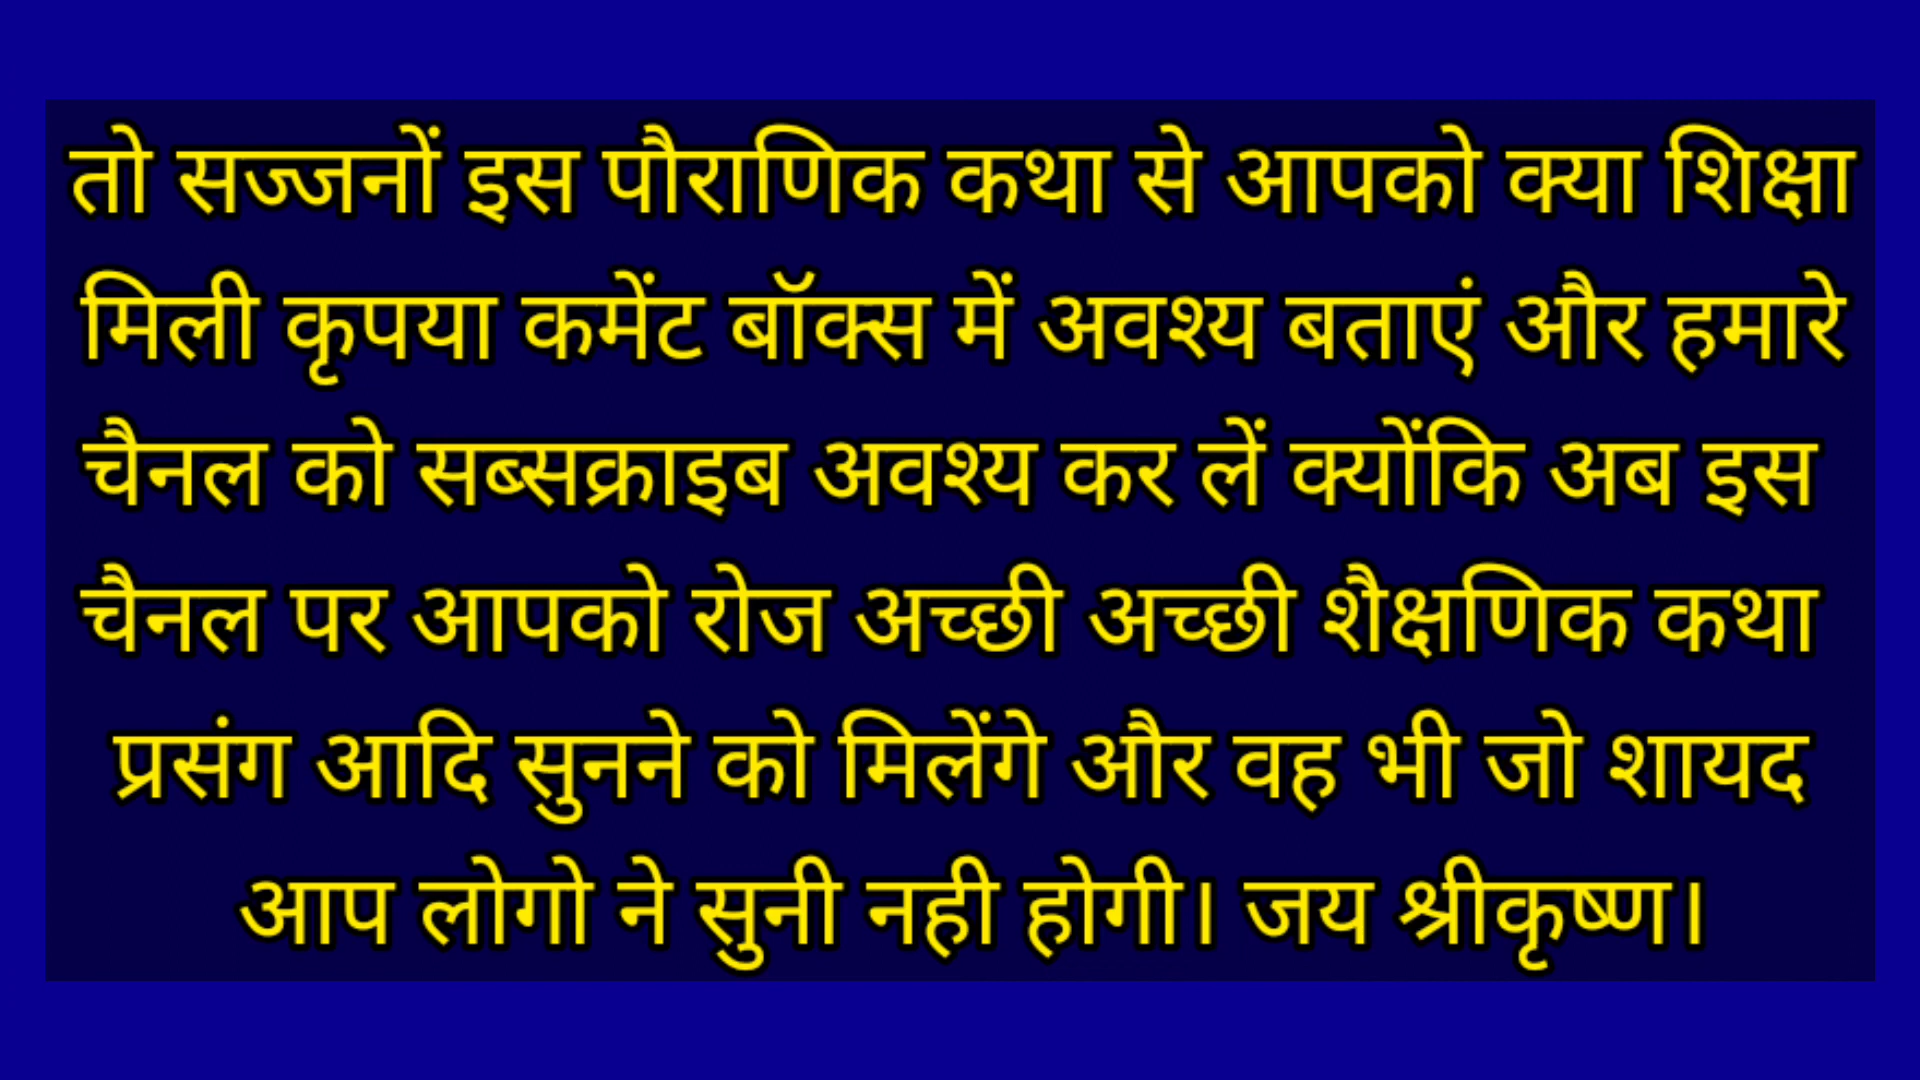 तो सज्जनों इस पौराणिक कथा से आपको क्या शिक्षा
मिली कृपया कमेंट बॉक्स में अवश्य बताएं और हमारे
चैनल को सब्सक्राइब अवश्य कर लें क्योंकि अब इस
चैनल पर आपको रोज अच्छी अच्छी शैक्षणिक कथा
प्रसंग आदि सुनने को मिलेंगे और वह भी जो शायद
आप लोगो ने सुनी नही होगी। जय श्रीकृष्ण।